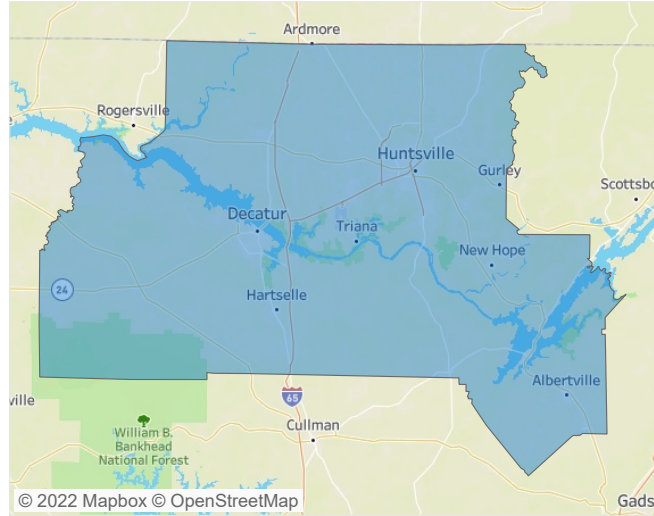 Ardmore
Rogersville
Huntsville
Gurley
Scottsbo
Decatur
Triana
New Hope
24
Hartselle
Albertville
65
ville
Cullman
William B.
Bankhead
National Forest
© 2022 Mapbox © OpenStreetMap
Gads